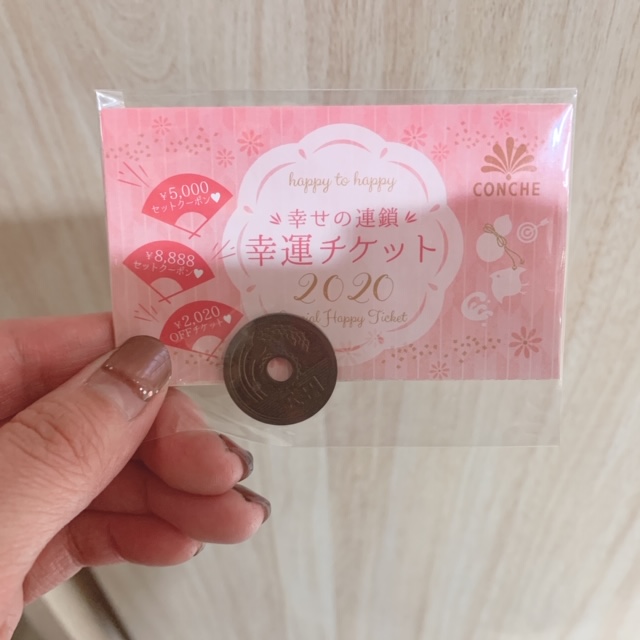 ¥5,000
セットクーポン♥
¥8,888
セットクーポン♥
¥2,020
OFFチケット♥
happy to happy
幸せの連鎖
幸運チケット
2020
Happy Ticket
CONCHE